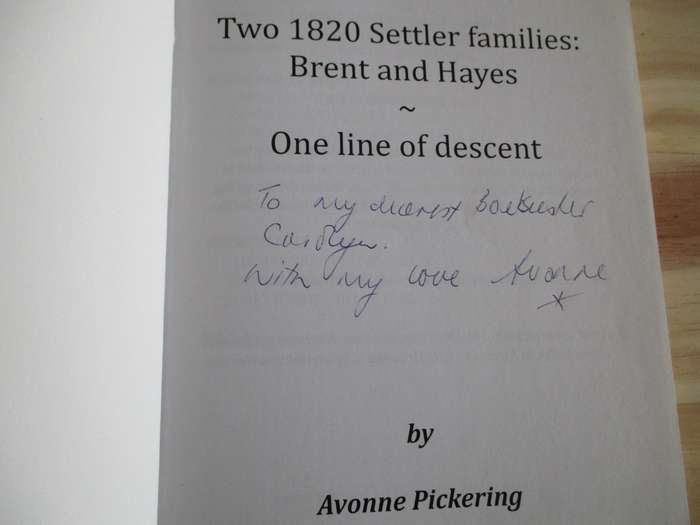 Two 1820 Settler families:
Brent and Hayes
~
One line of descent
To my dearest
Carolyn.
With my love Avonne
by
Avonne Pickering